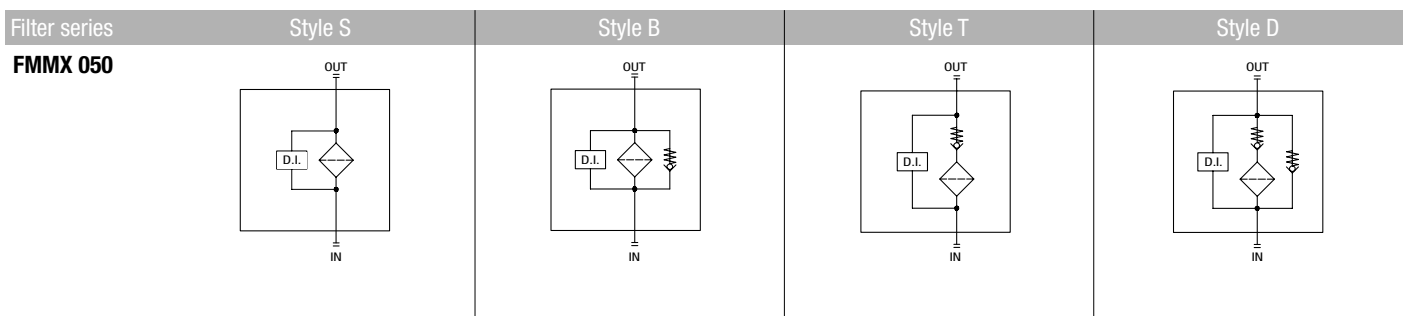 Filter series Style S Style B Style T Style D
FMMX 050
OUT OUT OUT OUT
D.I. D.I. D.I. D.I.
IN IN IN IN